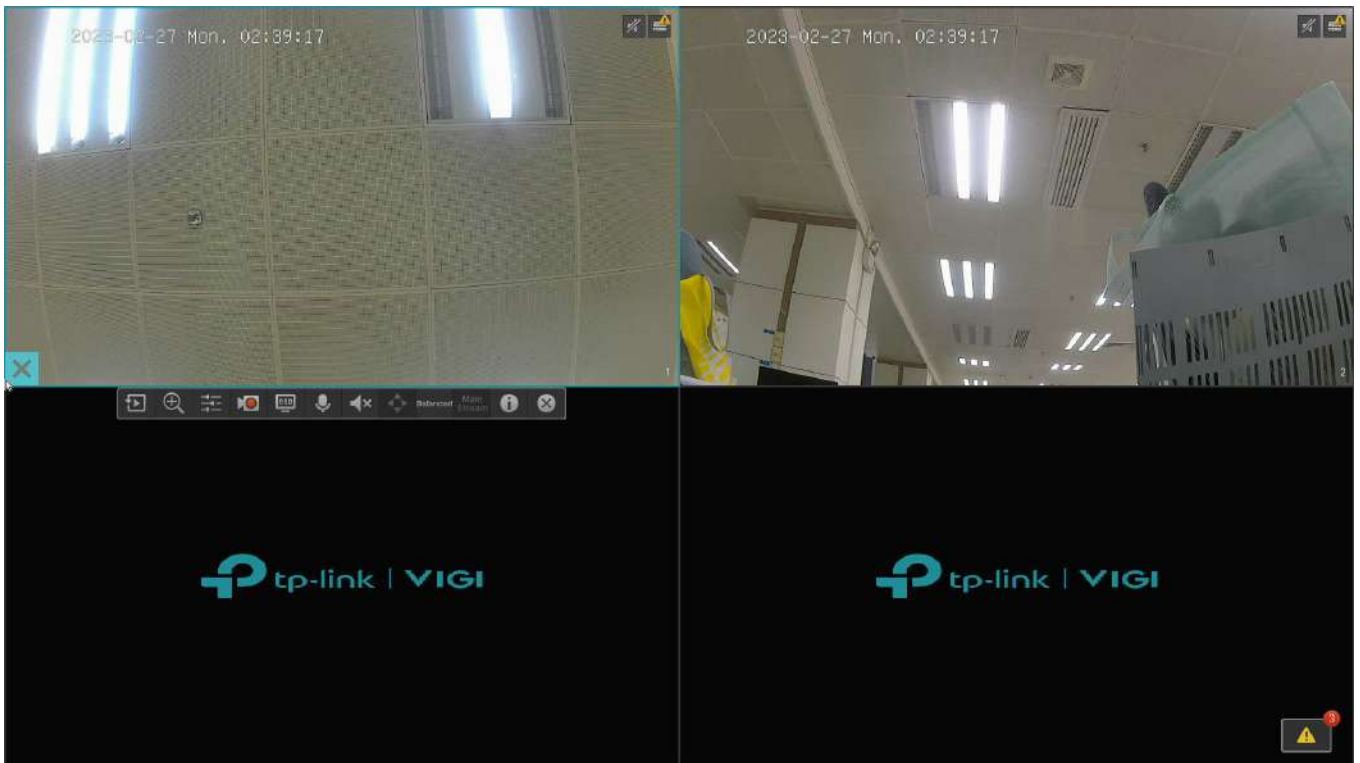 2023-02-27 Mon. 02:39:17
2023-02-27 Mon. 02:39:17
1
2
Balanced
Main
Stream
tp-link | VIGI
tp-link | VIGI
3